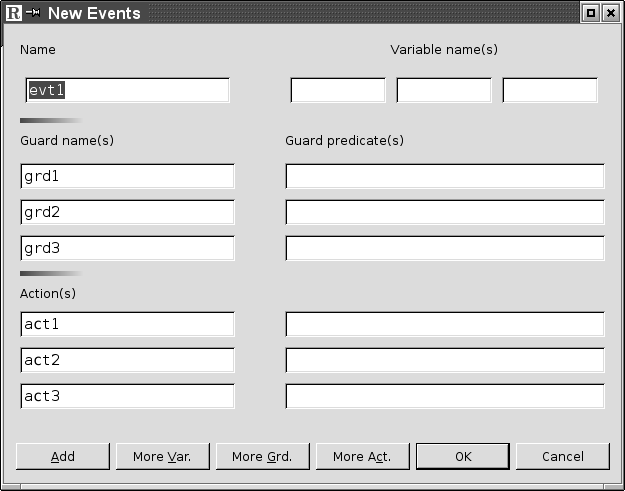 R New Events
Name Variable name(s)
evt1
Guard name(s) Guard predicate(s)
grd1
grd2
grd3
Action(s)
act1
act2
act3
Add More Var. More Grd. More Act. OK Cancel